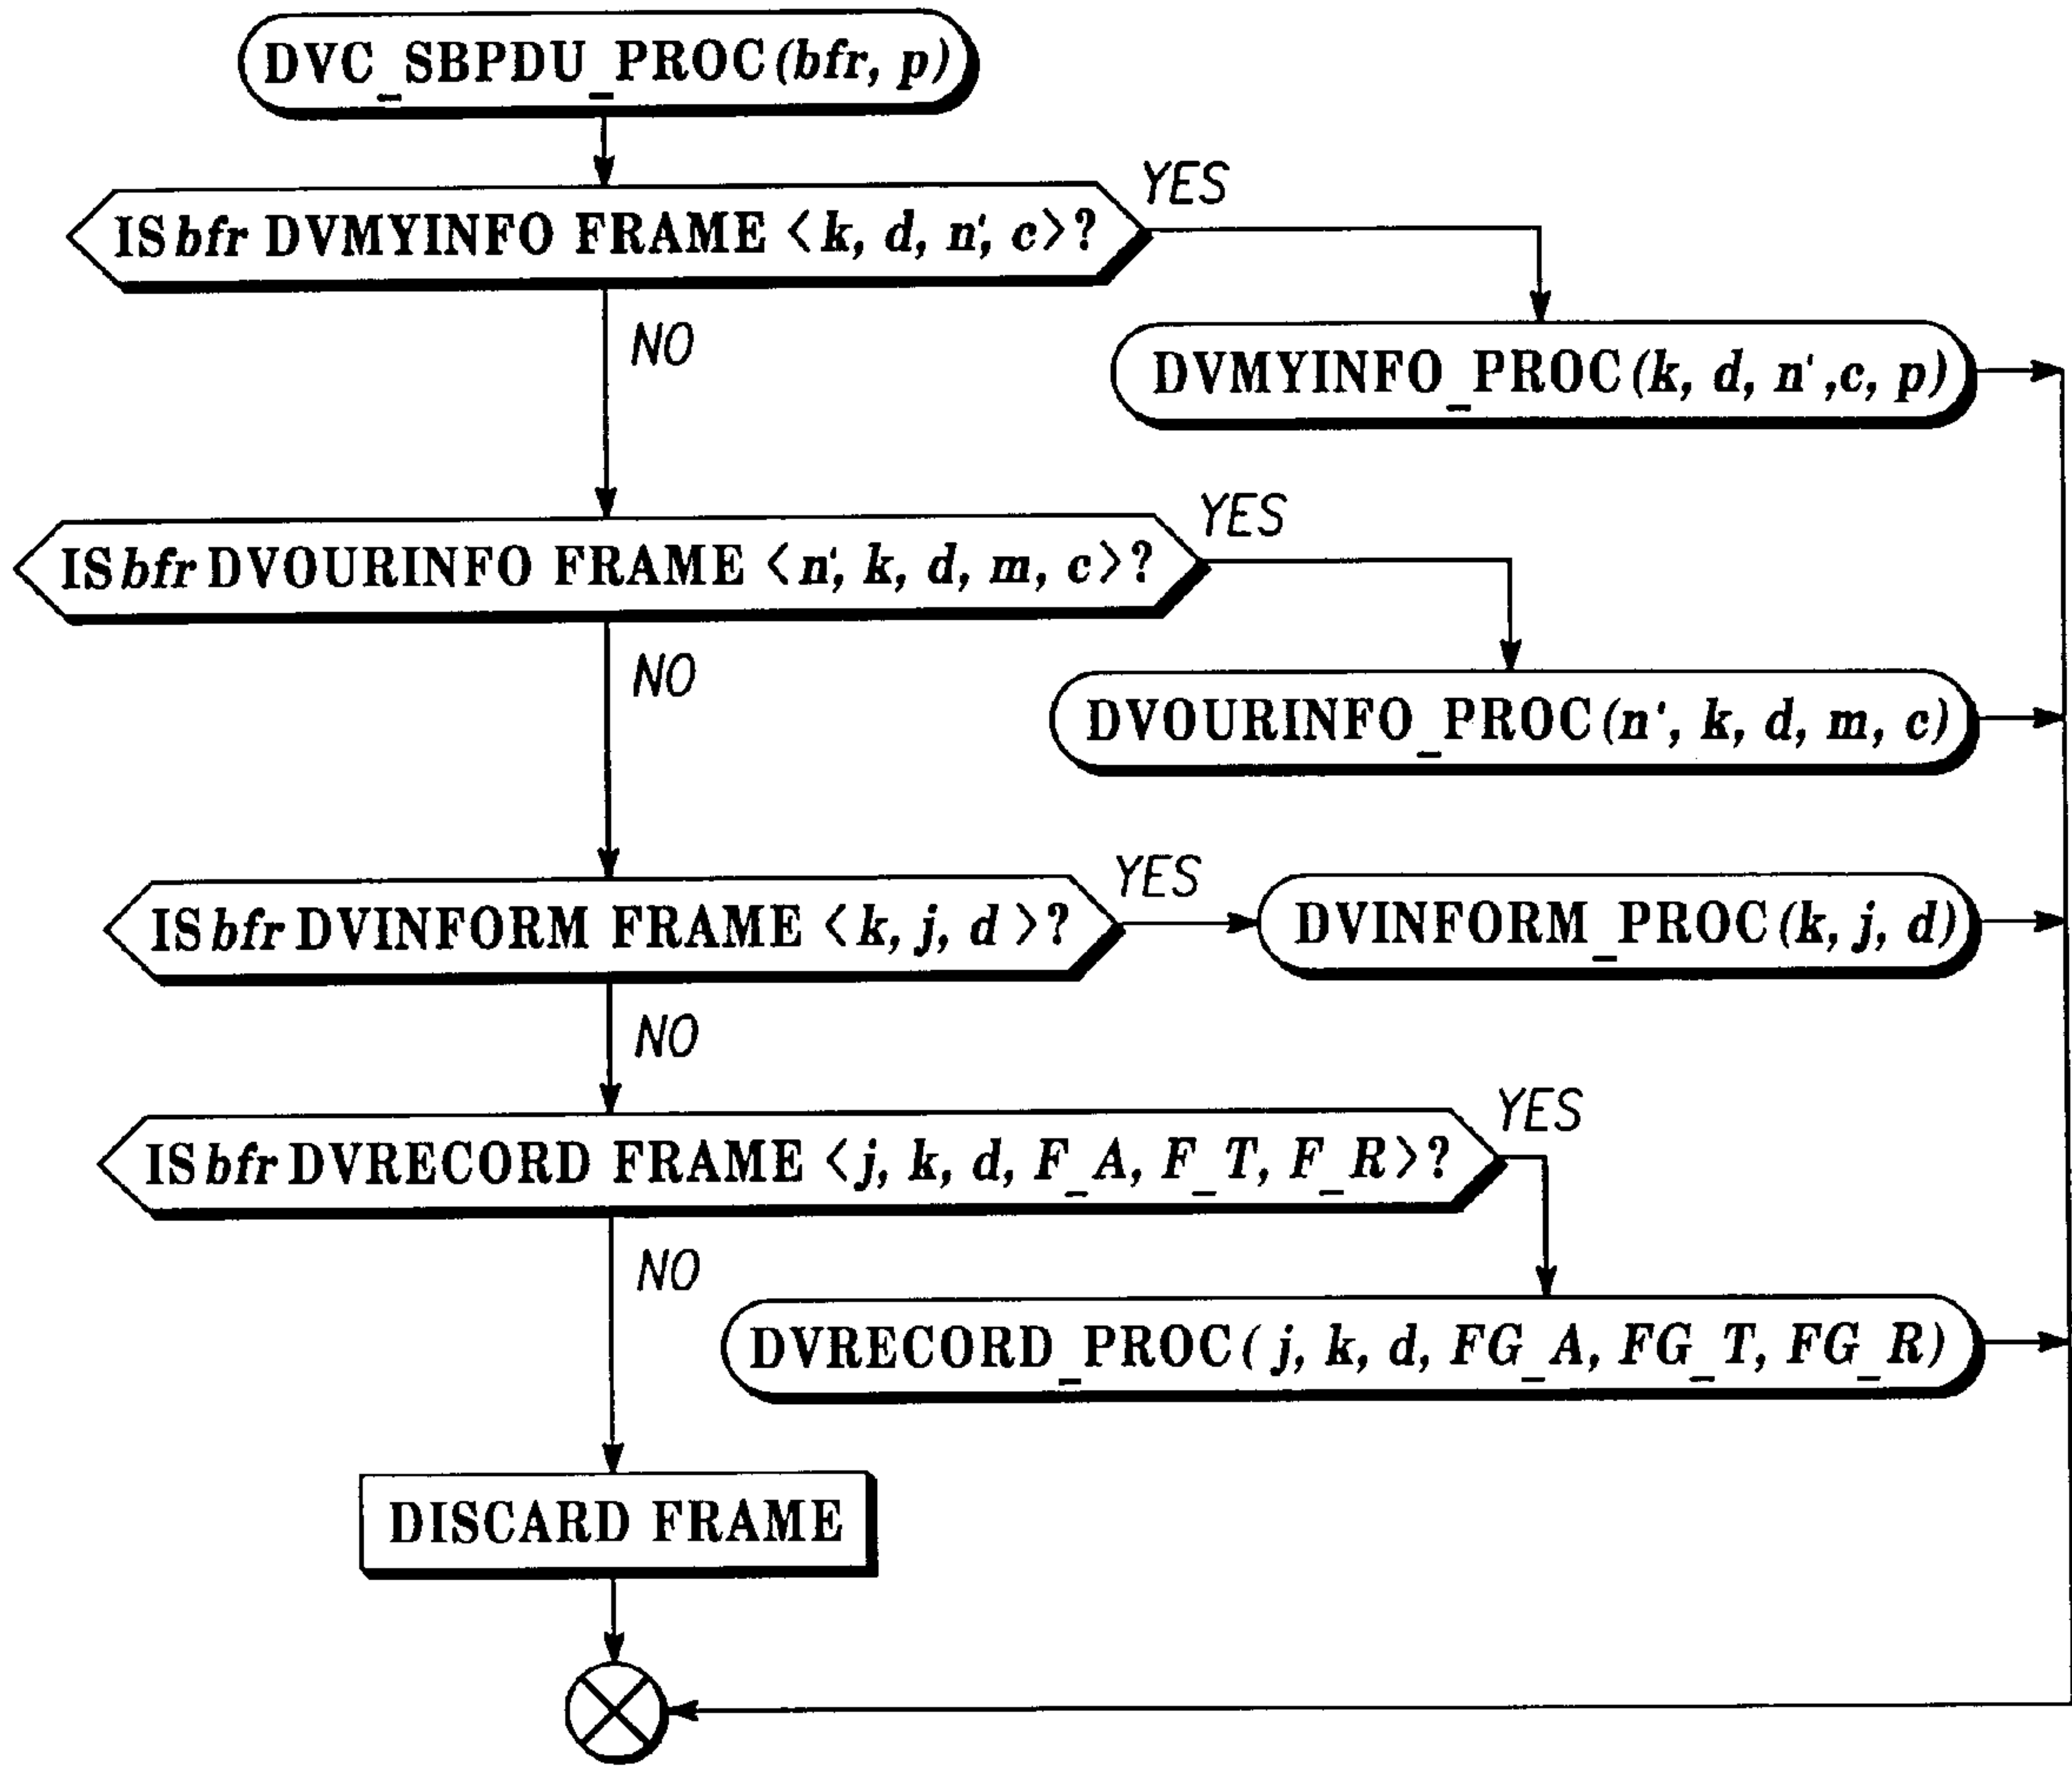 DVC_SBPDU_PROC(bfr, p)
IS bfr DVMYINFO FRAME <k, d, n', c>?
YES
NO
DVMYINFO_PROC(k, d, n',c, p)
IS bfr DVOURINFO FRAME <n', k, d, m, c>?
YES
NO
DVOURINFO_PROC(n', k, d, m, c)
IS bfr DVINFORM FRAME <k, j, d >?
YES
DVINFORM_PROC(k, j, d)
NO
IS bfr DVRECORD FRAME <j, k, d, F_A, F_T, F_R>?
YES
NO
DVRECORD_PROC( j, k, d, FG_A, FG_T, FG_R)
DISCARD FRAME